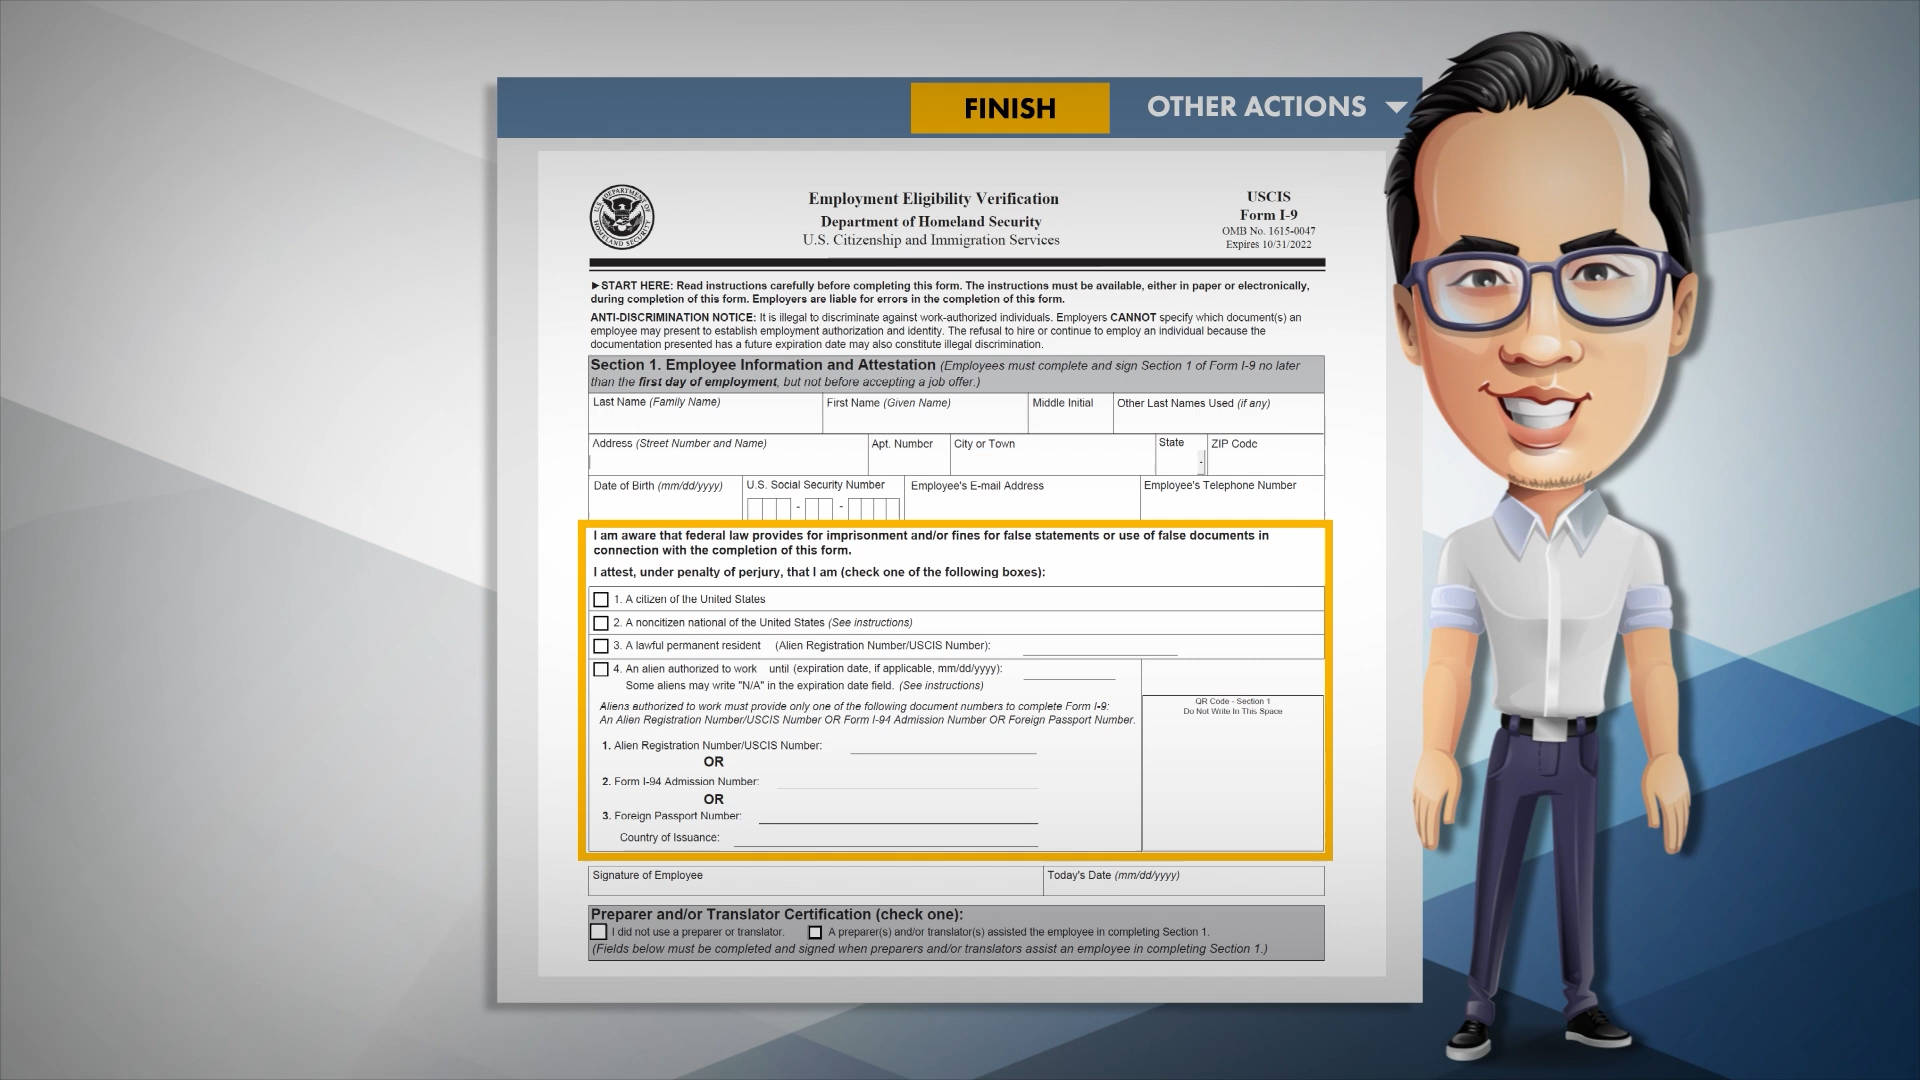 FINISH OTHER ACTIONS
Employment Eligibility Verification
Department of Homeland Security
U.S. Citizenship and Immigration Services
USCIS
Form I-9
OMB No. 1615-0047
Expires 10/31/2022
U.S. DEPARTMENT OF HOMELAND SECURITY
►START HERE: Read instructions carefully before completing this form. The instructions must be available, either in paper or electronically,
during completion of this form. Employers are liable for errors in the completion of this form.
ANTI-DISCRIMINATION NOTICE: It is illegal to discriminate against work-authorized individuals. Employers CANNOT specify which document(s) an
employee may present to establish employment authorization and identity. The refusal to hire or continue to employ an individual because the
documentation presented has a future expiration date may also constitute illegal discrimination.
Section 1. Employee Information and Attestation (Employees must complete and sign Section 1 of Form I-9 no later
than the first day of employment, but not before accepting a job offer.)
Last Name (Family Name) First Name (Given Name) Middle Initial Other Last Names Used (if any)
Address (Street Number and Name) Apt. Number City or Town State ZIP Code
Date of Birth (mm/dd/yyyy) U.S. Social Security Number Employee's E-mail Address Employee's Telephone Number
- -
I am aware that federal law provides for imprisonment and/or fines for false statements or use of false documents in
connection with the completion of this form.
I attest, under penalty of perjury, that I am (check one of the following boxes):
1. A citizen of the United States
2. A noncitizen national of the United States (See instructions)
3. A lawful permanent resident (Alien Registration Number/USCIS Number):
4. An alien authorized to work until (expiration date, if applicable, mm/dd/yyyy):
Some aliens may write "N/A" in the expiration date field. (See instructions)
Aliens authorized to work must provide only one of the following document numbers to complete Form I-9:
An Alien Registration Number/USCIS Number OR Form I-94 Admission Number OR Foreign Passport Number.
QR Code - Section 1
Do Not Write In This Space
1. Alien Registration Number/USCIS Number:
OR
2. Form I-94 Admission Number:
OR
3. Foreign Passport Number:
Country of Issuance:
Signature of Employee Today's Date (mm/dd/yyyy)
Preparer and/or Translator Certification (check one):
I did not use a preparer or translator. A preparer(s) and/or translator(s) assisted the employee in completing Section 1.
(Fields below must be completed and signed when preparers and/or translators assist an employee in completing Section 1.)